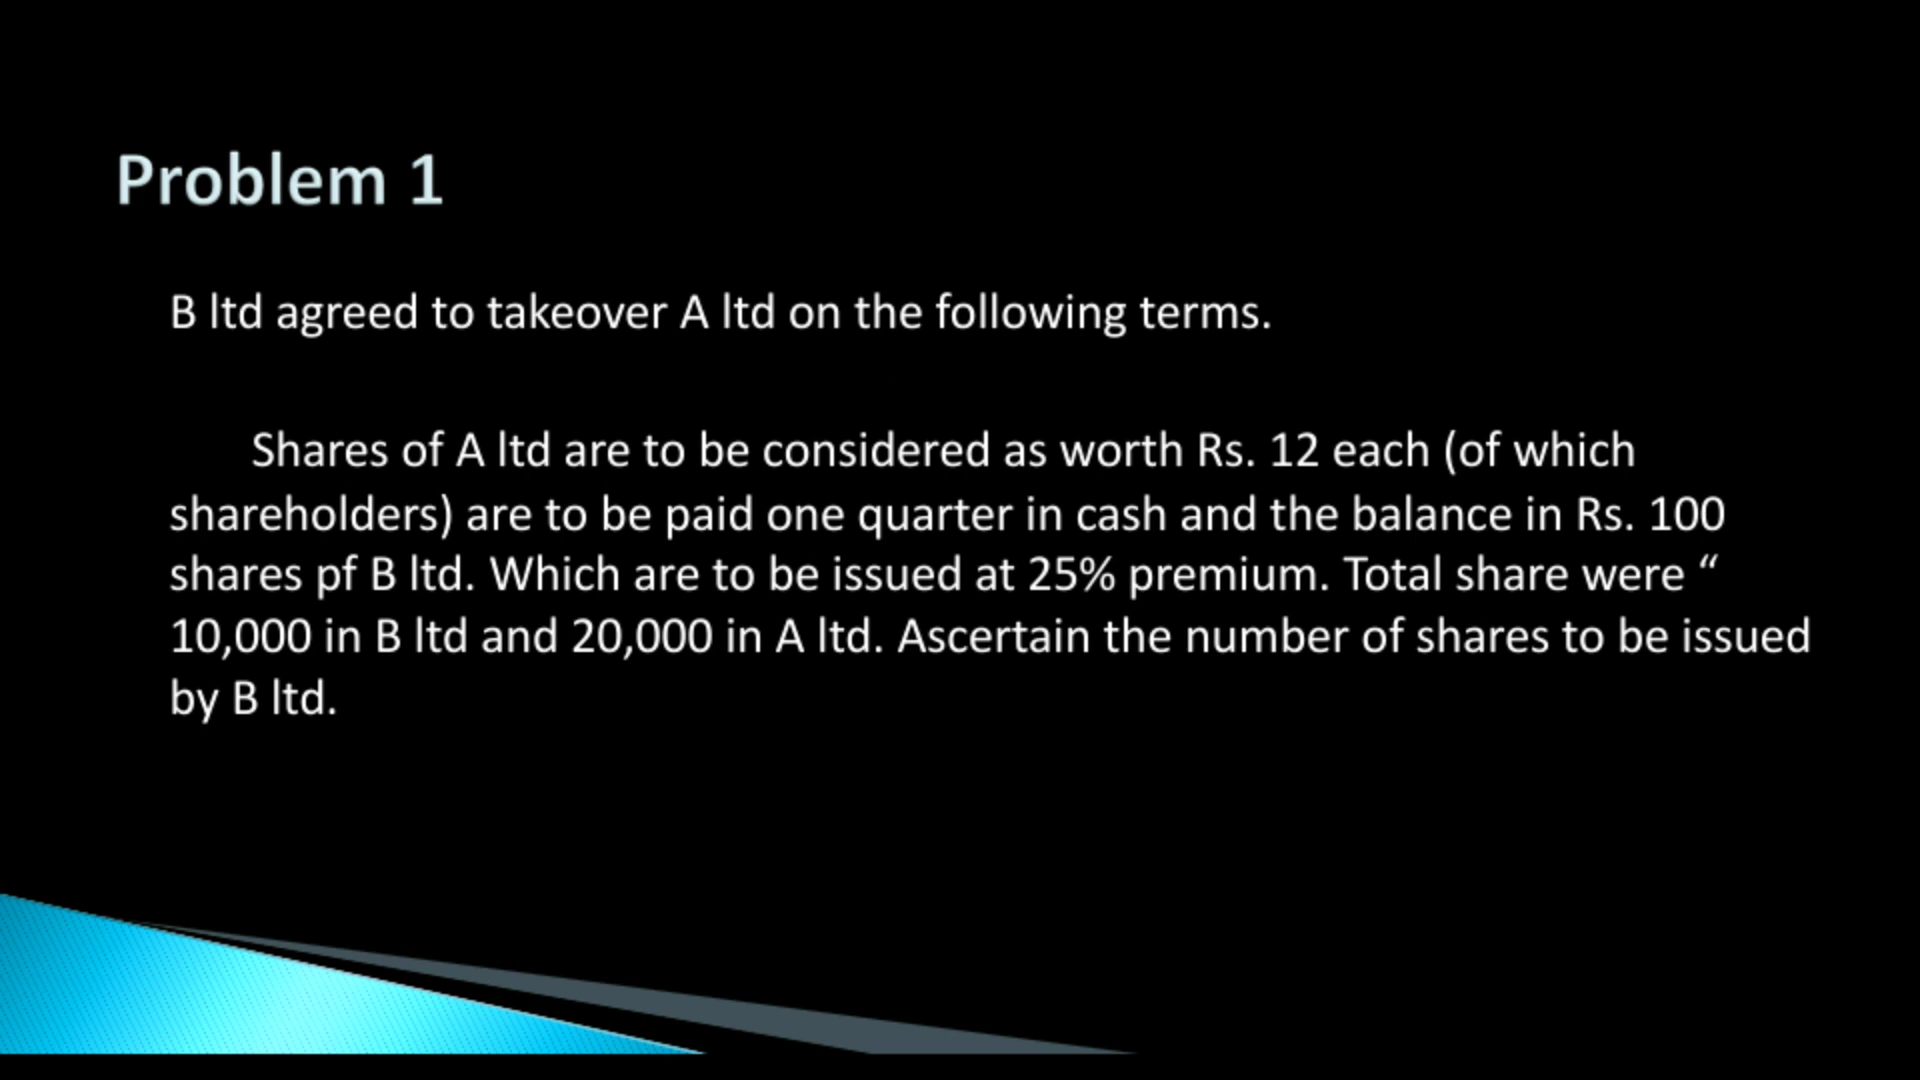 Problem 1
B ltd agreed to takeover A ltd on the following terms.
Shares of A ltd are to be considered as worth Rs. 12 each (of which
shareholders) are to be paid one quarter in cash and the balance in Rs. 100
shares pf B ltd. Which are to be issued at 25% premium. Total share were “
10,000 in B ltd and 20,000 in A ltd. Ascertain the number of shares to be issued
by B ltd.